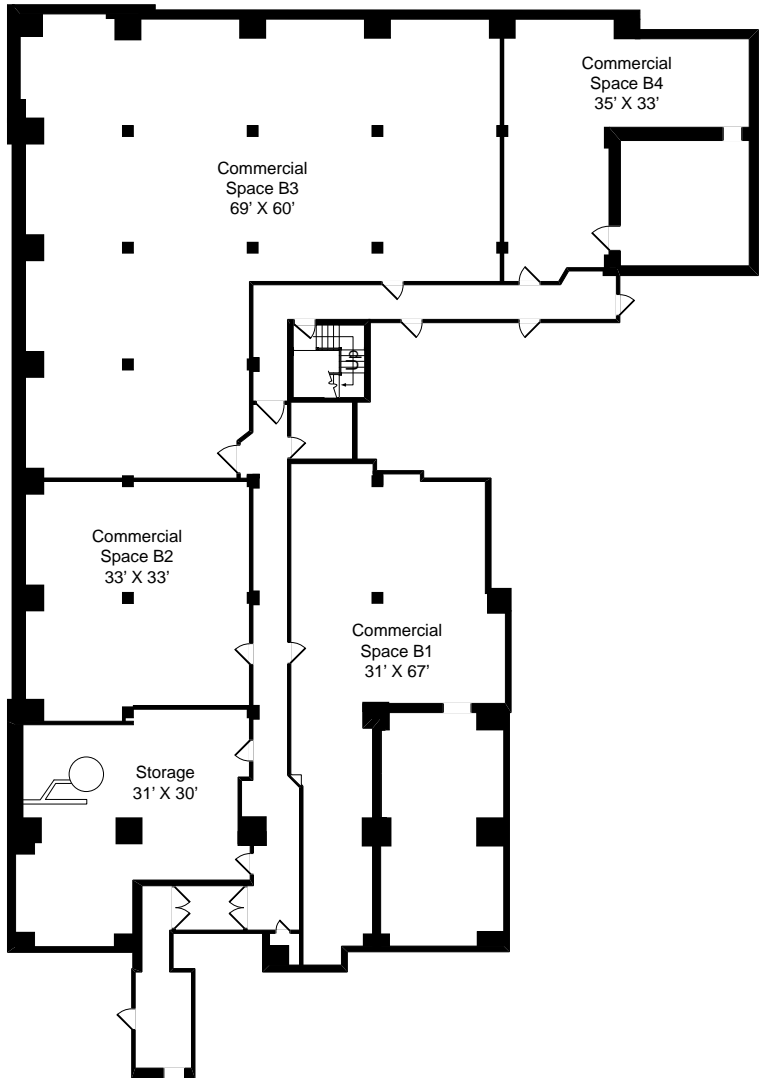 Commercial
Space B4
35’ X 33’
Commercial
Space B3
69’ X 60’
UP
Commercial
Space B2
33’ X 33’
Commercial
Space B1
31’ X 67’
Storage
31’ X 30’